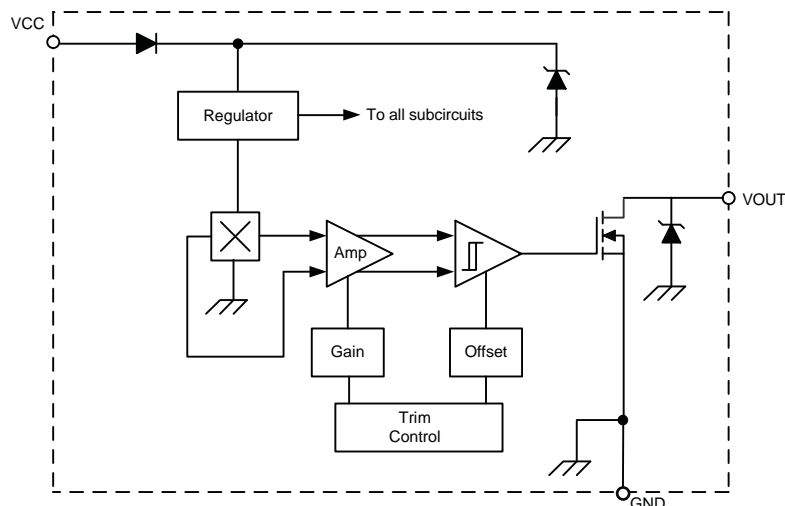 VCC
Regulator
To all subcircuits
VOUT
Amp
Gain
Offset
Trim
Control
GND